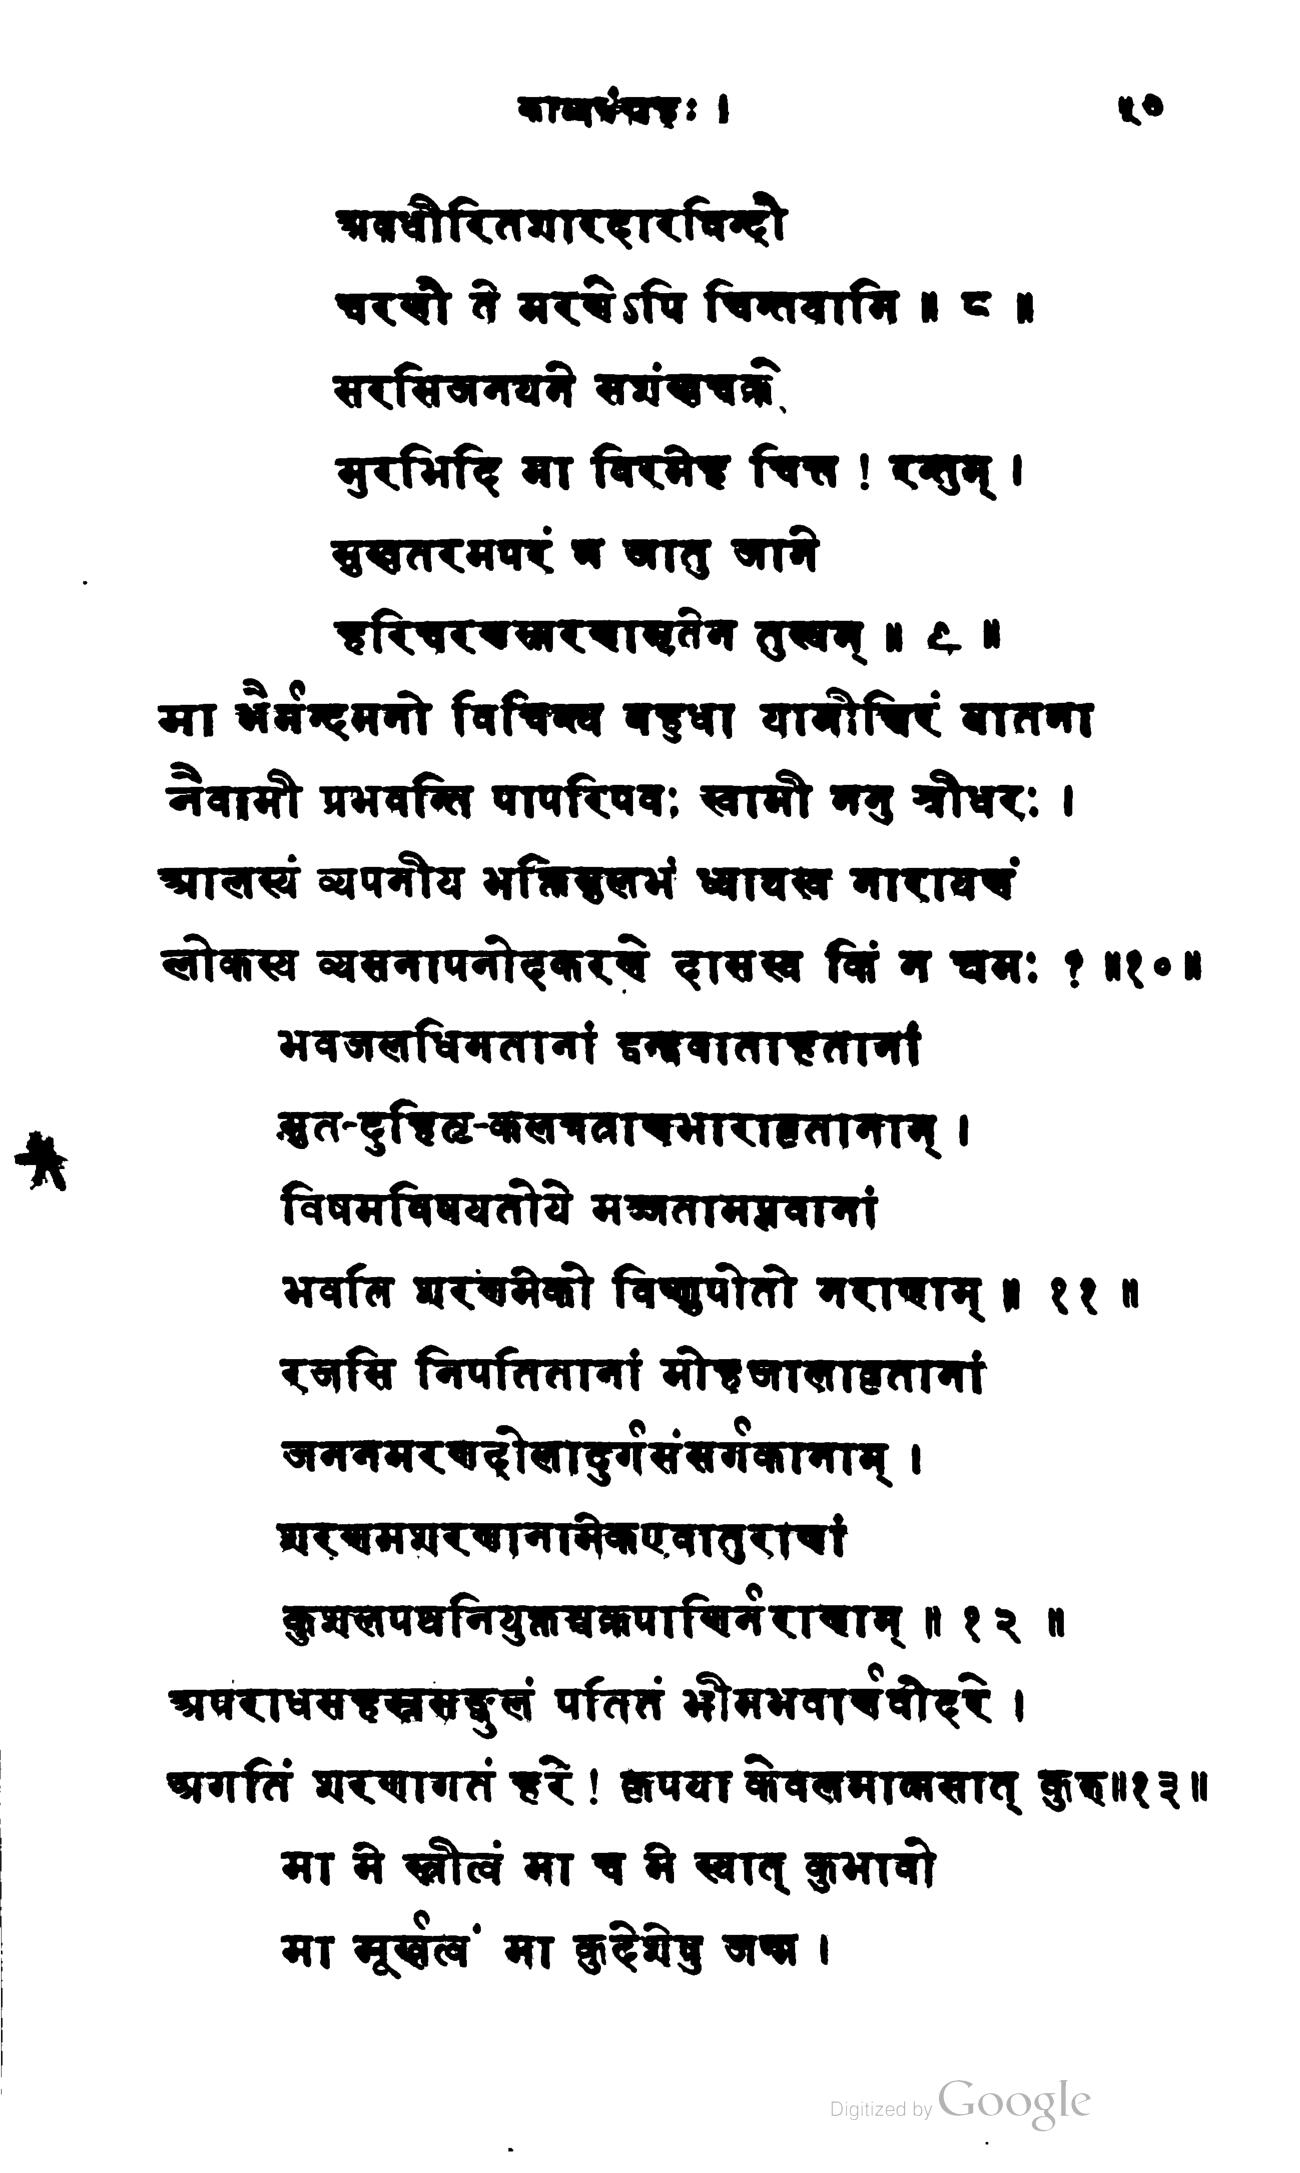 काव्यसंग्रहः । ५७
अवधीरितशारदारविन्दौ
चरणौ ते मरणेऽपि चिन्तयामि ॥ ८ ॥
सरसिजनयने सशंखचक्रे
मुरभिदि मा विरमेह चित्त ! रन्तुम् ।
सुखतरमपरं न जातु जाने
हरिचरणस्मरणामृतेन तुल्यम् ॥ ९ ॥
मा भैर्मन्दमनो विचिन्त्य बहुधा यामीश्चिरं यातना
नैवामी प्रभवन्ति पापरिपवः स्वामी ननु श्रीधरः ।
आलस्यं व्यपनीय भक्तिसुलभं ध्यायस्व नारायणं
लोकस्य व्यसनापनोदकरणे दासस्य किं न क्षमः ? ॥१०॥
भवजलधिगतानां द्वन्द्ववाताहतानां
सुत-दुहितृ-कलत्रत्राणभारावृतानाम् ।
विषमविषयतोये मज्जतामप्लवानां
भवति शरणमेको विष्णुपोतो नराणाम् ॥ ११ ॥
रजसि निपतितानां मोहजालावृतानां
जननमरणदोलादुर्गसंसर्गकानाम् ।
शरणमशरणानामेकएवातुराणां
कुशलपथनियुक्तश्चक्रपाणिर्नराणाम् ॥ १२ ॥
अपराधसहस्रसङ्कुलं पतितं भीमभवार्णवोदरे ।
अगतिं शरणागतं हरे ! कृपया केवलमात्मसात् कुरु॥१३॥
मा मे स्त्रीत्वं मा च मे स्यात् कुभावो
मा मूर्खत्वं मा कुदेशेषु जन्म ।
Digitized by Google